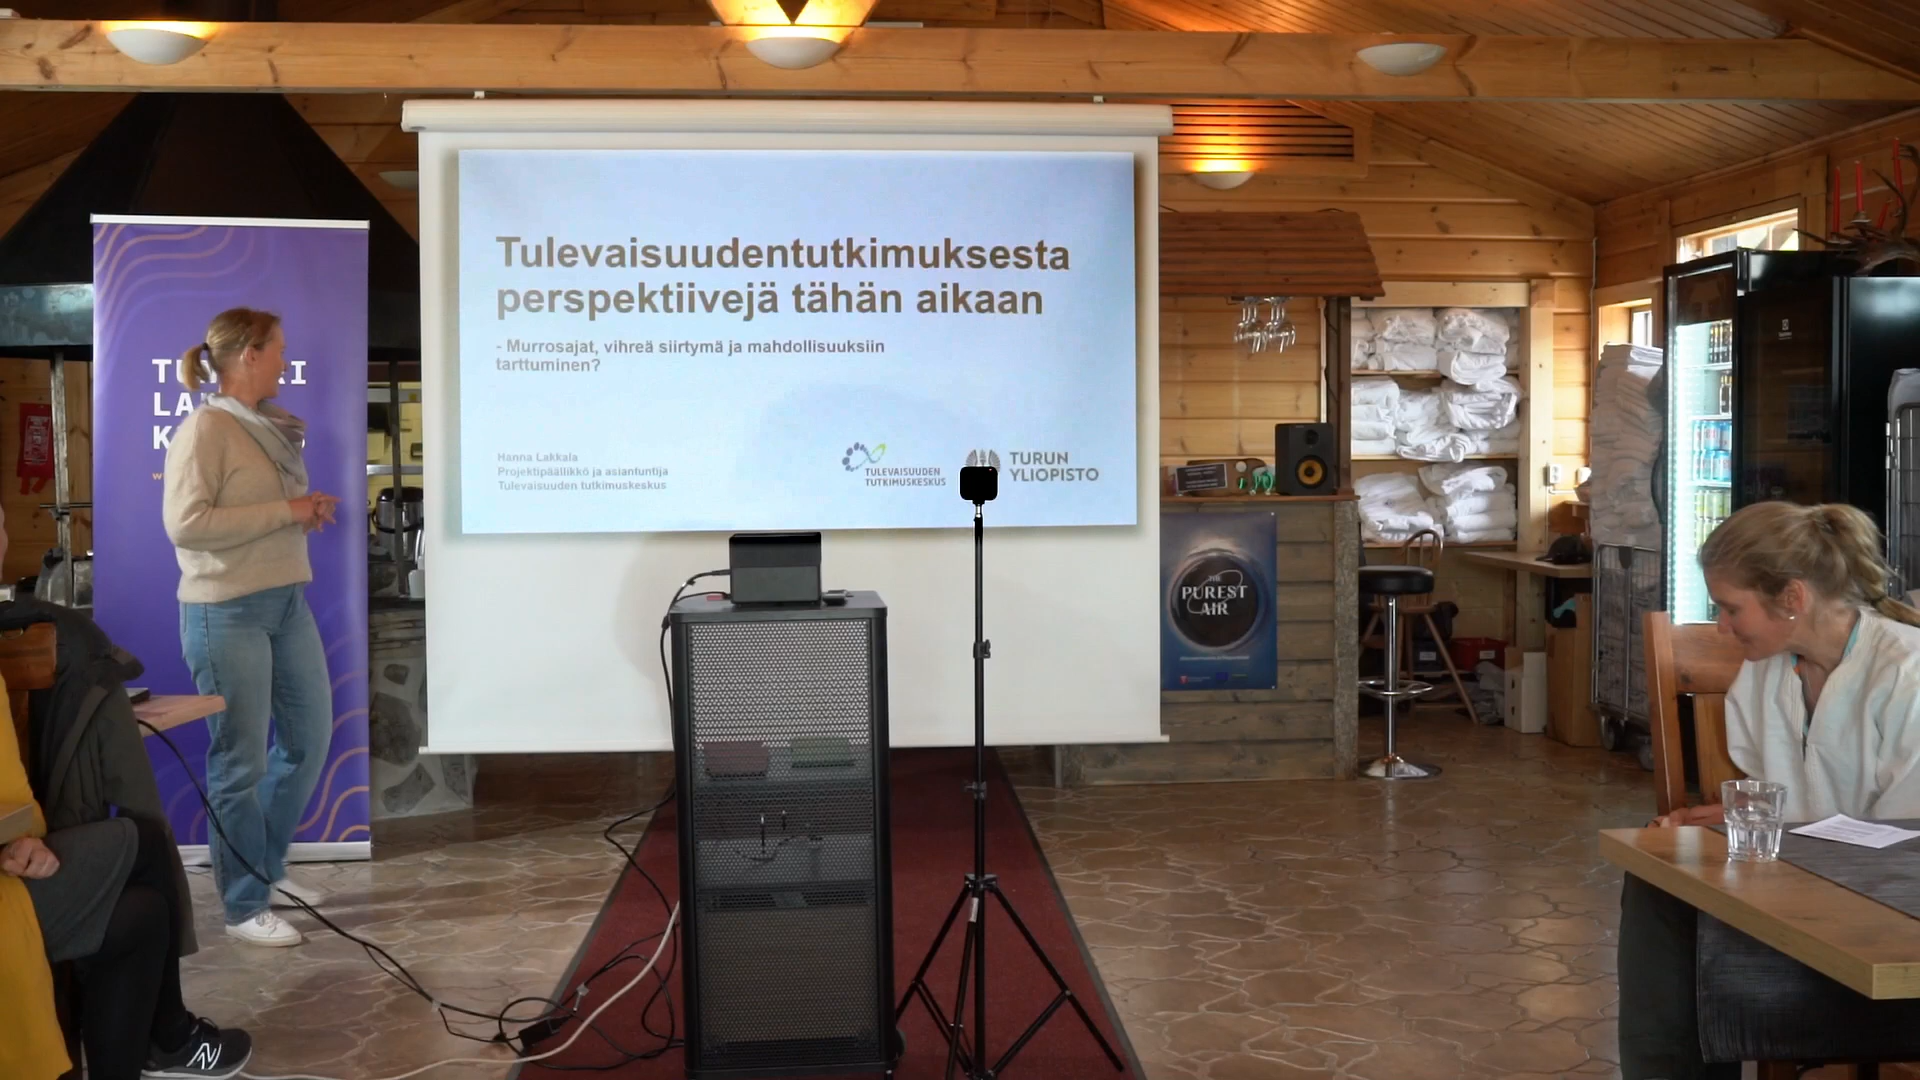 Tulevaisuudentutkimuksesta
perspektiivejä tähän aikaan
- Murrosajat, vihreä siirtymä ja mahdollisuuksiin
tarttuminen?
Hanna Lakkala
Projektipäällikkö ja asiantuntija
Tulevaisuuden tutkimuskeskus
TULEVAISUUDEN
TUTKIMUSKESKUS
TURUN
YLIOPISTO
THE
PUREST
AIR